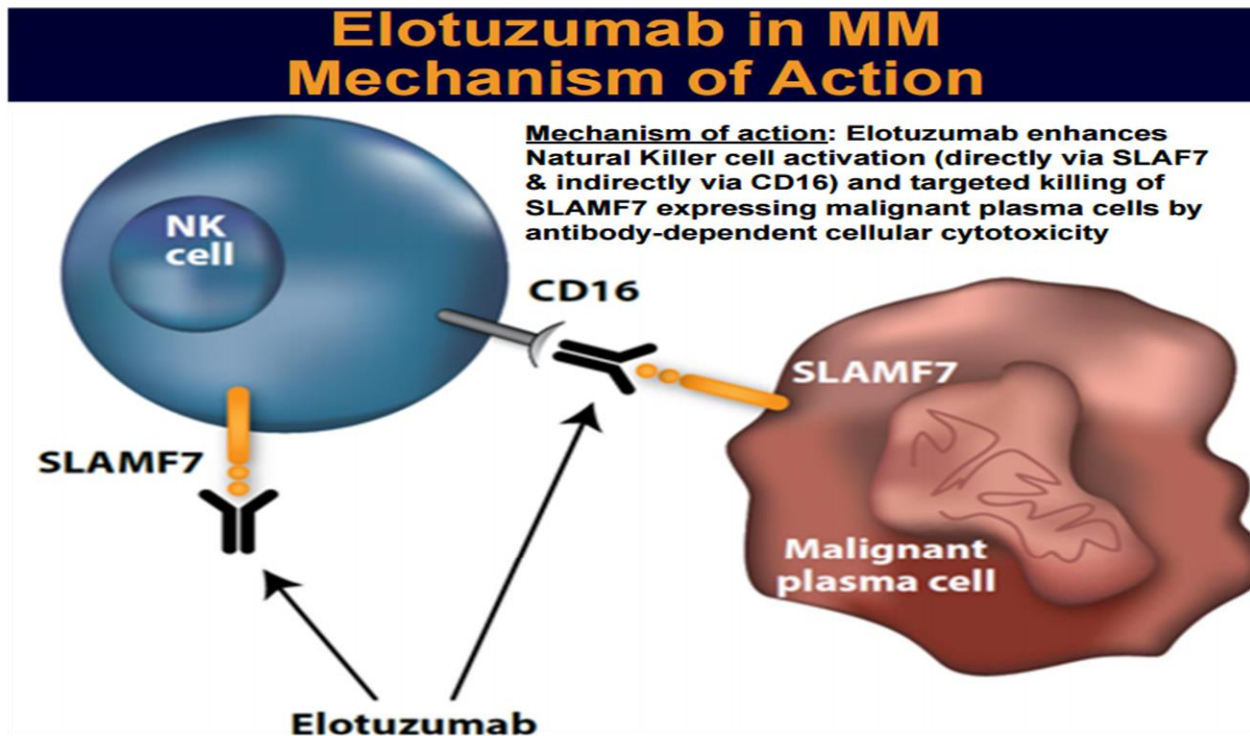 Elotuzumab in MM
Mechanism of Action
Mechanism of action: Elotuzumab enhances
Natural Killer cell activation (directly via SLAF7
& indirectly via CD16) and targeted killing of
SLAMF7 expressing malignant plasma cells by
antibody-dependent cellular cytotoxicity
NK
cell
CD16
SLAMF7
SLAMF7
Malignant
plasma cell
Elotuzumab